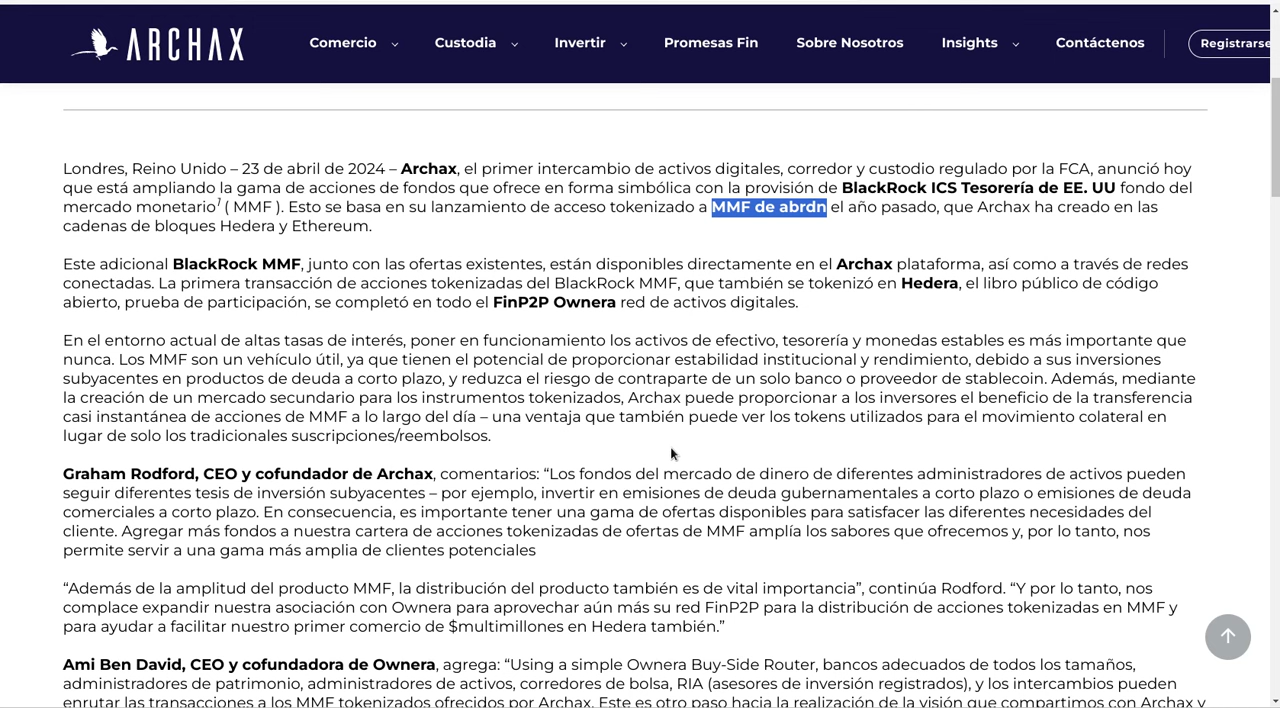 ARCHAX
Comercio Custodia Invertir Promesas Fin Sobre Nosotros Insights Contáctenos Registrarse
Londres, Reino Unido – 23 de abril de 2024 – Archax, el primer intercambio de activos digitales, corredor y custodio regulado por la FCA, anunció hoy
que está ampliando la gama de acciones de fondos que ofrece en forma simbólica con la provisión de BlackRock ICS Tesorería de EE. UU fondo del
mercado monetario1 ( MMF ). Esto se basa en su lanzamiento de acceso tokenizado a MMF de abrdn el año pasado, que Archax ha creado en las
cadenas de bloques Hedera y Ethereum.
Este adicional BlackRock MMF, junto con las ofertas existentes, están disponibles directamente en el Archax plataforma, así como a través de redes
conectadas. La primera transacción de acciones tokenizadas del BlackRock MMF, que también se tokenizó en Hedera, el libro público de código
abierto, prueba de participación, se completó en todo el FinP2P Ownera red de activos digitales.
En el entorno actual de altas tasas de interés, poner en funcionamiento los activos de efectivo, tesorería y monedas estables es más importante que
nunca. Los MMF son un vehículo útil, ya que tienen el potencial de proporcionar estabilidad institucional y rendimiento, debido a sus inversiones
subyacentes en productos de deuda a corto plazo, y reduzca el riesgo de contraparte de un solo banco o proveedor de stablecoin. Además, mediante
la creación de un mercado secundario para los instrumentos tokenizados, Archax puede proporcionar a los inversores el beneficio de la transferencia
casi instantánea de acciones de MMF a lo largo del día – una ventaja que también puede ver los tokens utilizados para el movimiento colateral en
lugar de solo los tradicionales suscripciones/reembolsos.
Graham Rodford, CEO y cofundador de Archax, comentarios: “Los fondos del mercado de dinero de diferentes administradores de activos pueden
seguir diferentes tesis de inversión subyacentes – por ejemplo, invertir en emisiones de deuda gubernamentales a corto plazo o emisiones de deuda
comerciales a corto plazo. En consecuencia, es importante tener una gama de ofertas disponibles para satisfacer las diferentes necesidades del
cliente. Agregar más fondos a nuestra cartera de acciones tokenizadas de ofertas de MMF amplía los sabores que ofrecemos y, por lo tanto, nos
permite servir a una gama más amplia de clientes potenciales
“Además de la amplitud del producto MMF, la distribución del producto también es de vital importancia”, continúa Rodford. “Y por lo tanto, nos
complace expandir nuestra asociación con Ownera para aprovechar aún más su red FinP2P para la distribución de acciones tokenizadas en MMF y
para ayudar a facilitar nuestro primer comercio de $multimillones en Hedera también.”
Ami Ben David, CEO y cofundadora de Ownera, agrega: “Using a simple Ownera Buy-Side Router, bancos adecuados de todos los tamaños,
administradores de patrimonio, administradores de activos, corredores de bolsa, RIA (asesores de inversión registrados), y los intercambios pueden
enrutar las transacciones a los MMF tokenizados ofrecidos por Archax. Este es otro paso hacia la realización de la visión que compartimos con Archax y